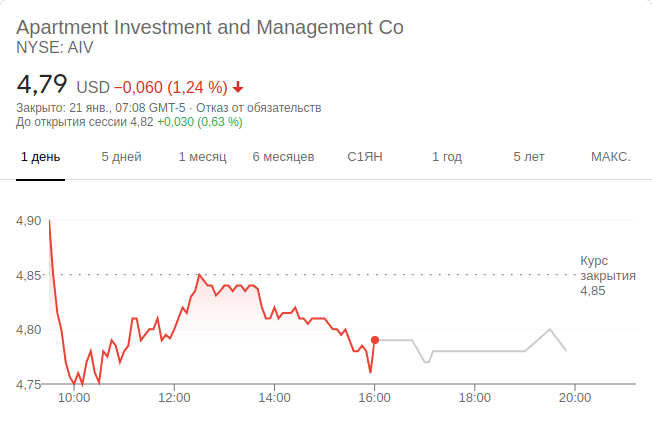 Apartment Investment and Management Co
NYSE: AIV
4,79 USD −0,060 (1,24 %)
Закрыто: 21 янв., 07:08 GMT-5 · Отказ от обязательств
До открытия сессии 4,82 +0,030 (0,63 %)
1 день 5 дней 1 месяц 6 месяцев С1ЯН 1 год 5 лет МАКС.
4,90
Курс
4,85 закрытия
4,85
4,80
4,75
10:00 12:00 14:00 16:00 18:00 20:00